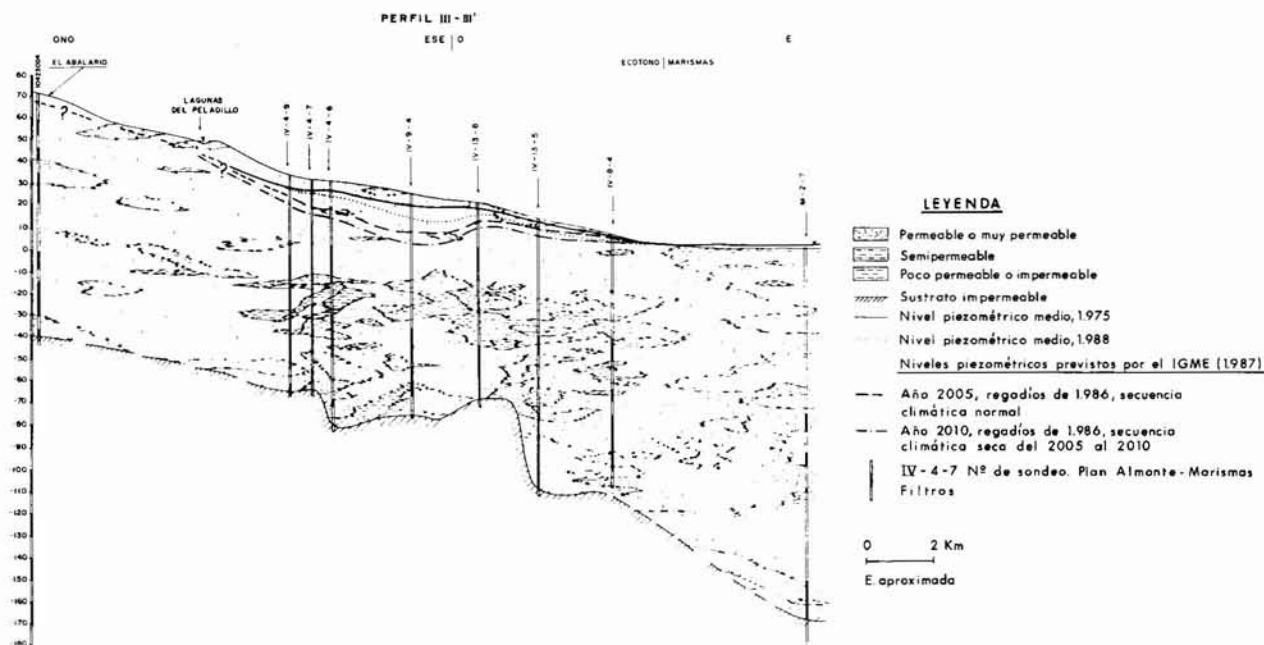 PERFIL III-III'
ONO
ESE | O
E
EL ABALARIO
ECOTONO | MARISMAS
LAGUNAS
DEL PELADILLO
IV-4-9
IV-4-7
IV-4-6
IV-9-4
IV-13-6
IV-13-5
IV-8-4
M-2-7
80
70
60
50
40
30
20
10
0
-10
-20
-30
-40
-50
-60
-70
-80
-90
-100
-110
-120
-130
-140
-150
-160
-170
-180
?
?
LEYENDA
Permeable o muy permeable
Semipermeable
Poco permeable o impermeable
Sustrato impermeable
Nivel piezométrico medio, 1.975
Nivel piezométrico medio, 1.988
Niveles piezométricos previstos por el IGME (1.987)
Año 2005, regadíos de 1.986, secuencia
climática normal
Año 2010, regadíos de 1.986, secuencia
climática seca del 2005 al 2010
IV-4-7 Nº de sondeo. Plan Almonte-Marismas
Filtros
0 2 Km
E. aproximada